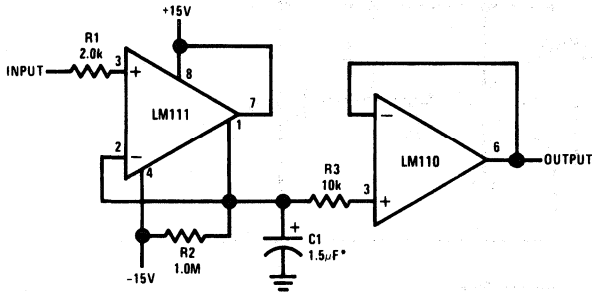 +15V
R1
2.0k
INPUT
3
+
8
LM111
7
1
2
−
4
−
LM110
6
OUTPUT
R3
10k
3
+
R2
1.0M
-15V
+
C1
1.5μF*